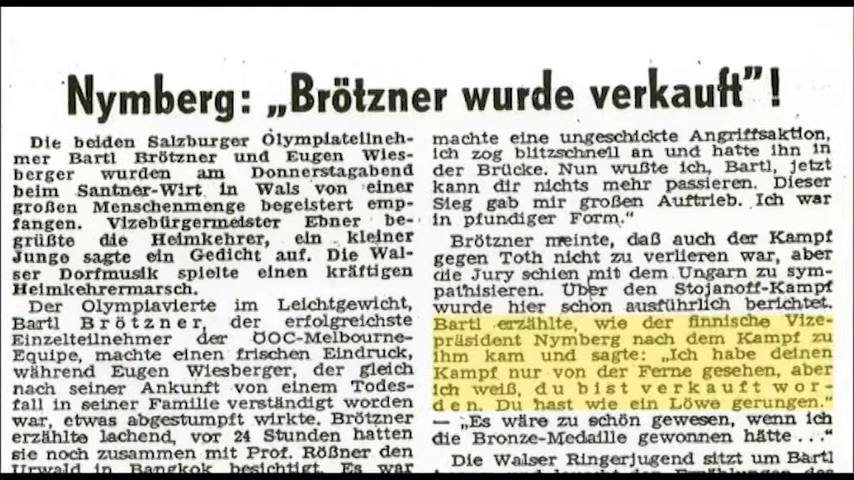 Nymberg: „Brötzner wurde verkauft"!
Die beiden Salzburger Olympiateilneh-
mer Bartl Brötzner und Eugen Wies-
berger wurden am Donnerstagabend
beim Santner-Wirt in Wals von einer
großen Menschenmenge begeistert emp-
fangen. Vizebürgermeister Ebner be-
grüßte die Heimkehrer, ein kleiner
Junge sagte ein Gedicht auf. Die Wal-
ser Dorfmusik spielte einen kräftigen
Heimkehrermarsch.
Der Olympiavierte im Leichtgewicht,
Bartl Brötzner, der erfolgreichste
Einzelteilnehmer der ÖOC-Melbourne-
Equipe, machte einen frischen Eindruck,
während Eugen Wiesberger, der gleich
nach seiner Ankunft von einem Todes-
fall in seiner Familie verständigt worden
war, etwas abgestumpft wirkte. Brötzner
erzählte lachend, vor 24 Stunden hatten
sie noch zusammen mit Prof. Rößner den
Urwald in Bangkok besichtigt. Es war
machte eine ungeschickte Angriffsaktion,
ich zog blitzschnell an und hatte ihn in
der Brücke. Nun wußte ich, Bartl, jetzt
kann dir nichts mehr passieren. Dieser
Sieg gab mir großen Auftrieb. Ich war
in pfundiger Form."
Brötzner meinte, daß auch der Kampf
gegen Toth nicht zu verlieren war, aber
die Jury schien mit dem Ungarn zu sym-
pathisieren. Über den Stojanoff-Kampf
wurde hier schon ausführlich berichtet.
Bartl erzählte, wie der finnische Vize-
präsident Nymberg nach dem Kampf zu
ihm kam und sagte: „Ich habe deinen
Kampf nur von der Ferne gesehen, aber
ich weiß, du bist verkauft wor-
den. Du hast wie ein Löwe gerungen."
— „Es wäre zu schön gewesen, wenn ich
die Bronze-Medaille gewonnen hätte . . ."
Die Walser Ringerjugend sitzt um Bartl